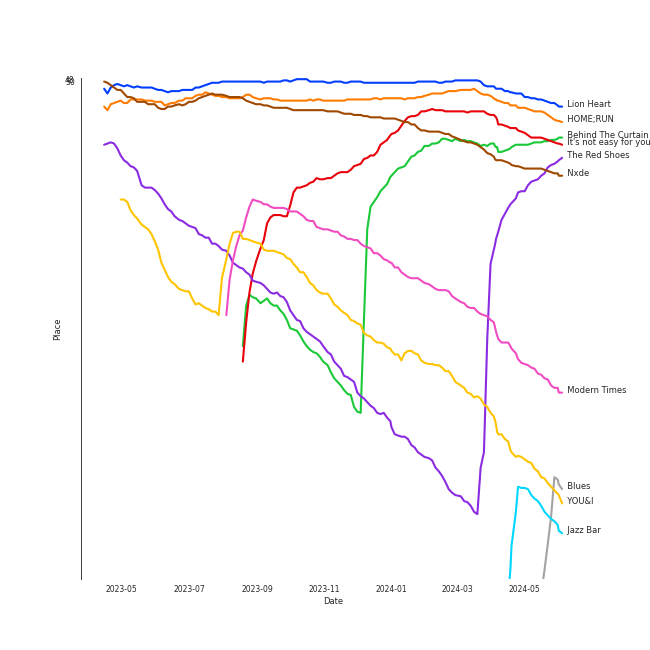 Lion Heart
HOME;RUN
Behind The Curtain
It's not easy for you
The Red Shoes
Nxde
Place
Modern Times
Blues
YOU&I
Jazz Bar
2023-05 2023-07 2023-09 2023-11 2024-01 2024-03 2024-05
Date